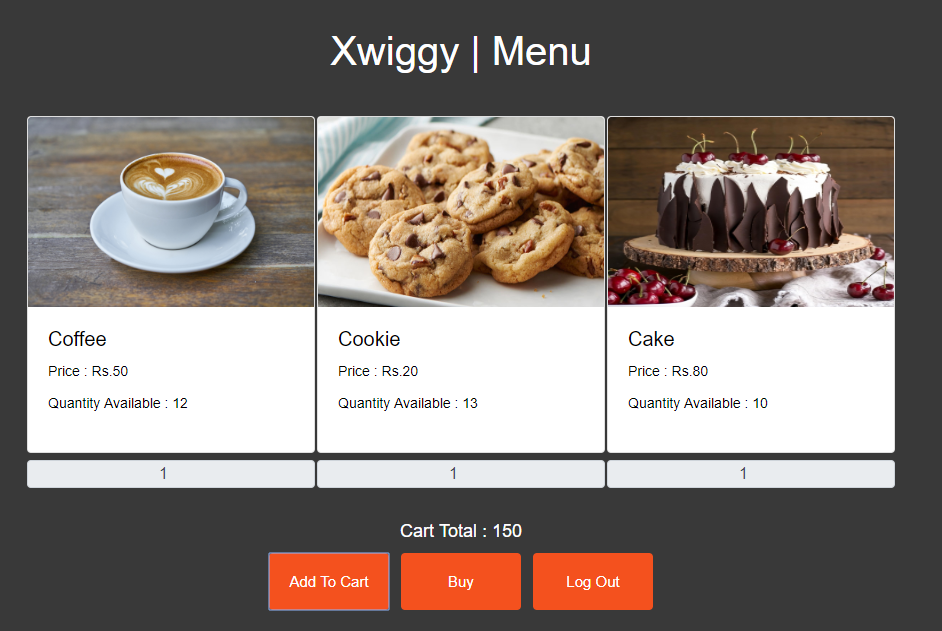 Xwiggy | Menu
Coffee
Price : Rs.50
Quantity Available : 12
Cookie
Price : Rs.20
Quantity Available : 13
Cake
Price : Rs.80
Quantity Available : 10
1
1
1
Cart Total : 150
Add To Cart
Buy
Log Out